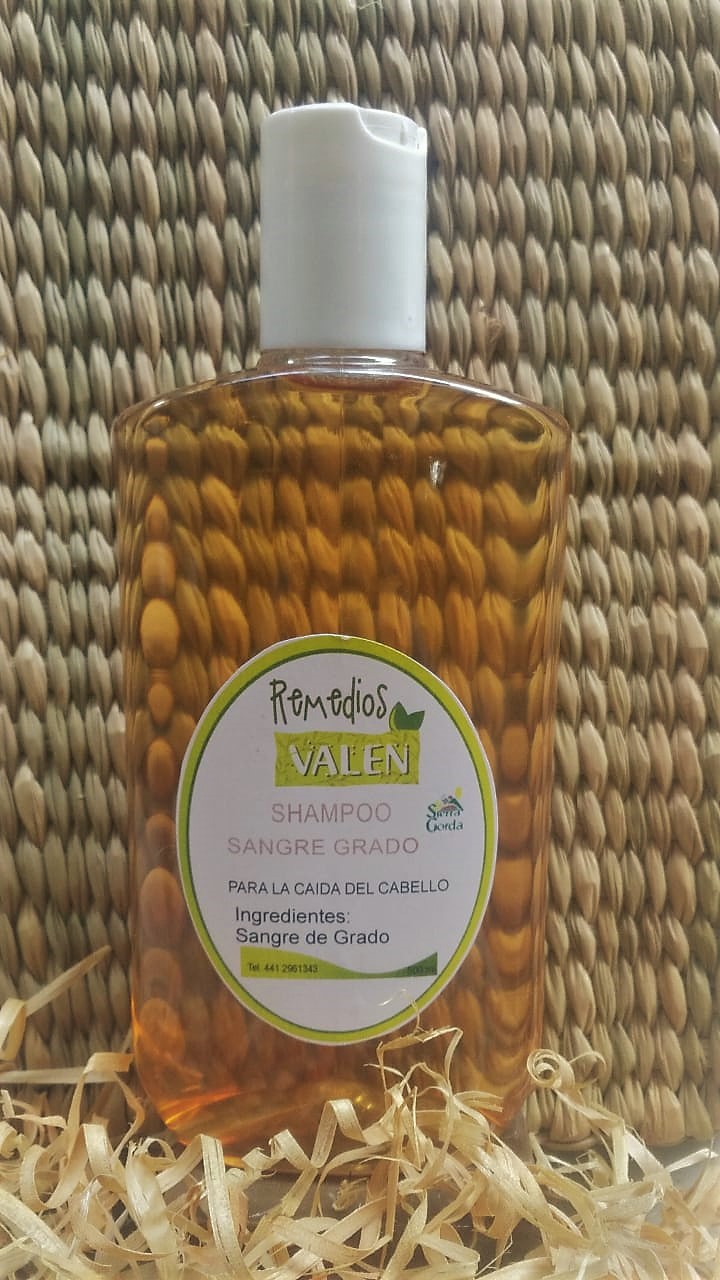 Remedios
VALEN
SHAMPOO
Sierra
Gorda
SANGRE GRADO
PARA LA CAIDA DEL CABELLO
Ingredientes:
Sangre de Grado
Tel. 441 2961343